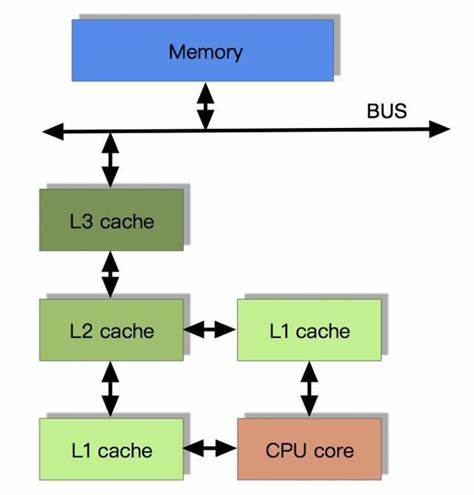 Memory
BUS
L3 cache
L2 cache
L1 cache
L1 cache
CPU core